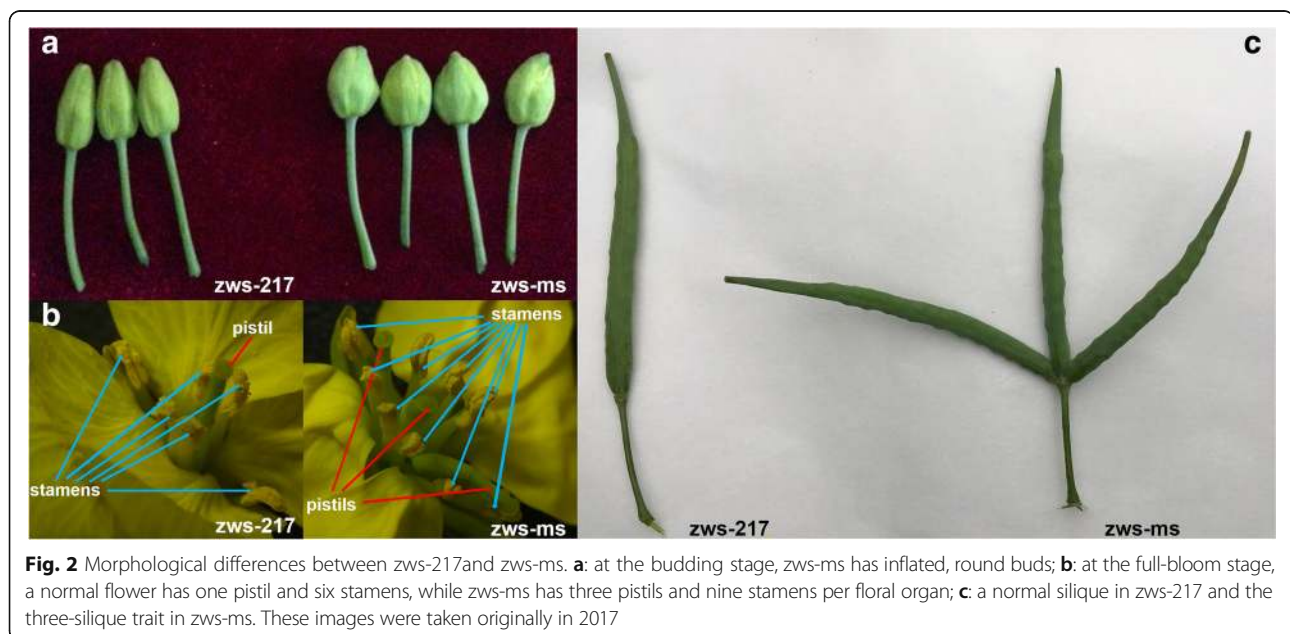 a
c
zws-217
zws-ms
b
pistil
stamens
stamens
pistils
zws-217
zws-ms
zws-217
zws-ms
Fig. 2 Morphological differences between zws-217and zws-ms. a: at the budding stage, zws-ms has inflated, round buds; b: at the full-bloom stage,
a normal flower has one pistil and six stamens, while zws-ms has three pistils and nine stamens per floral organ; c: a normal silique in zws-217 and the
three-silique trait in zws-ms. These images were taken originally in 2017